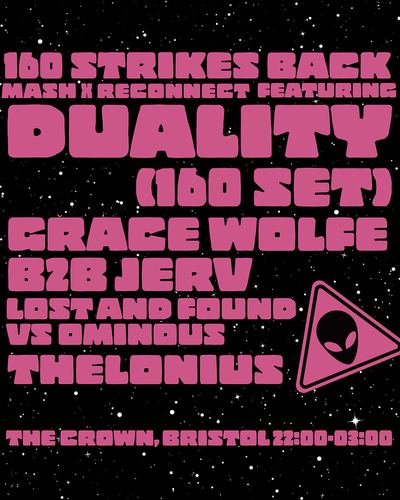 160 STRIKES BACK
MASH X RECONNECT FEATURING
DUALITY
(160 SET)
GRACE WOLFE
B2B JERV
LOST AND FOUND
VS OMINOUS
THELONIUS
THE CROWN, BRISTOL 22:00-03:00